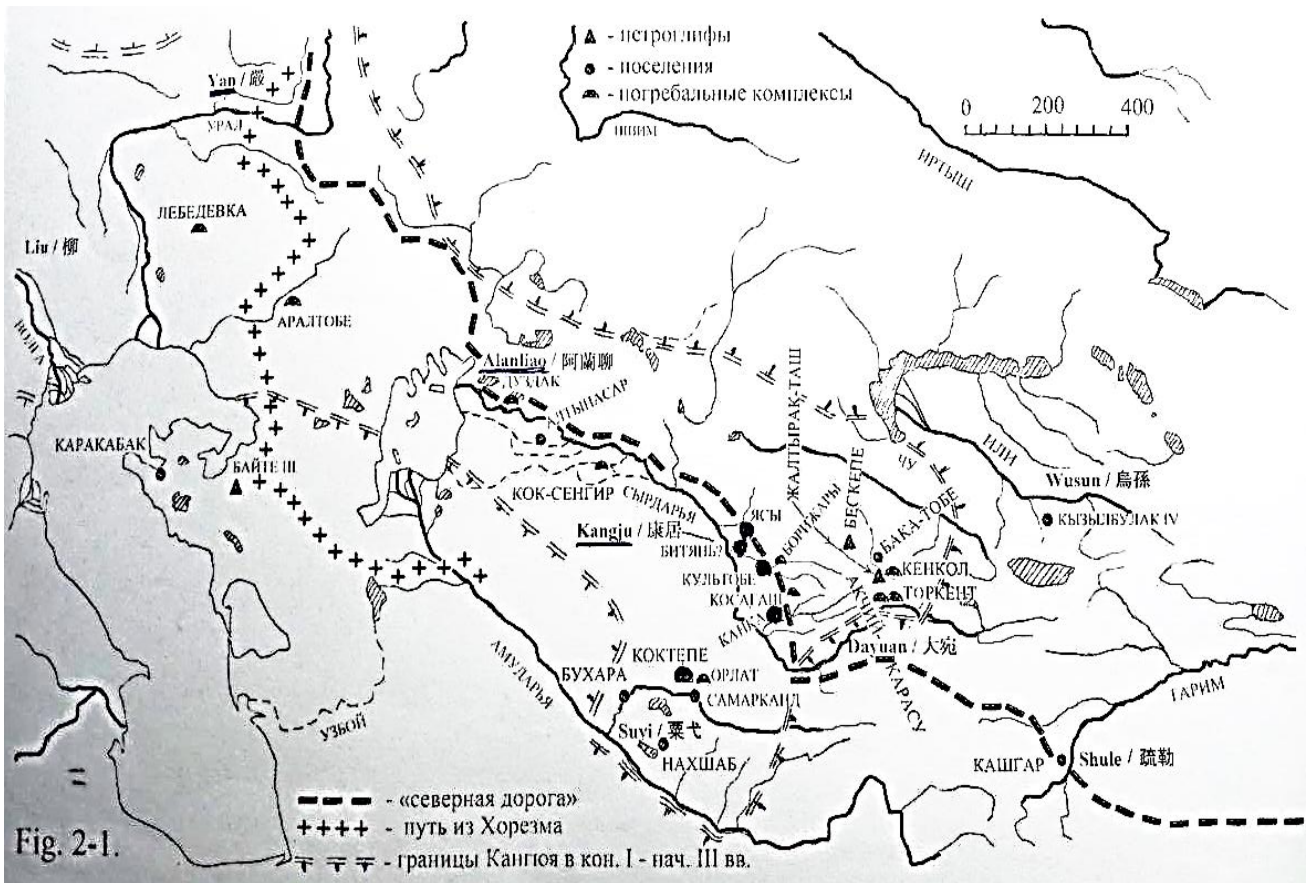 - петроглифы
- поселения
- погребальные комплексы
0 200 400
Yan / 嚴
УРАЛ
ИШИМ
ИРТЫШ
ЛЕБЕДЕВКА
Liu / 柳
ВОЛГА
АРАЛТОБЕ
Alanliao / 阿蘭聊
АЛТЫНАСАР
КАРАКАБАК
БАЙТЕ III
КОК-СЕНГИР
СЫРДАРЬЯ
Kangju / 康居
ЯСЫ
БИТЯНЬ?
КУЛЬТОБЕ
КОСАГАШ
КАНКА
БОРИЖАРЫ
ЖАЛТЫРАК-ТАШ
БЕСКЕПЕ
ЧУ
ИЛИ
Wusun / 烏孫
КЫЗЫЛБУЛАК IV
БАКА-ТОБЕ
КЕНКОЛ
ТОРКЕНТ
Dayuan / 大宛
КАРАСУ
КОКТЕПЕ
ОРЛАТ
БУХАРА
САМАРКАНД
АМУДАРЬЯ
Suyi / 粟弋
НАХШАБ
УЗБОЙ
ТАРИМ
КАШГАР
Shule / 疏勒
- «северная дорога»
- путь из Хорезма
- границы Кангюя в кон. I - нач. III вв.
Fig. 2-1.